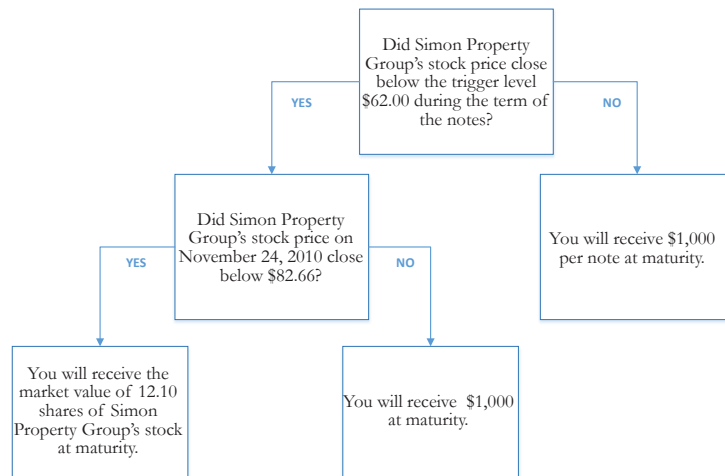 Did Simon Property
Group's stock price close
below the trigger level
$62.00 during the term of
the notes?
YES
NO
Did Simon Property
Group's stock price on
November 24, 2010 close
below $82.66?
You will receive $1,000
per note at maturity.
YES
NO
You will receive the
market value of 12.10
shares of Simon
Property Group's stock
at maturity.
You will receive $1,000
at maturity.